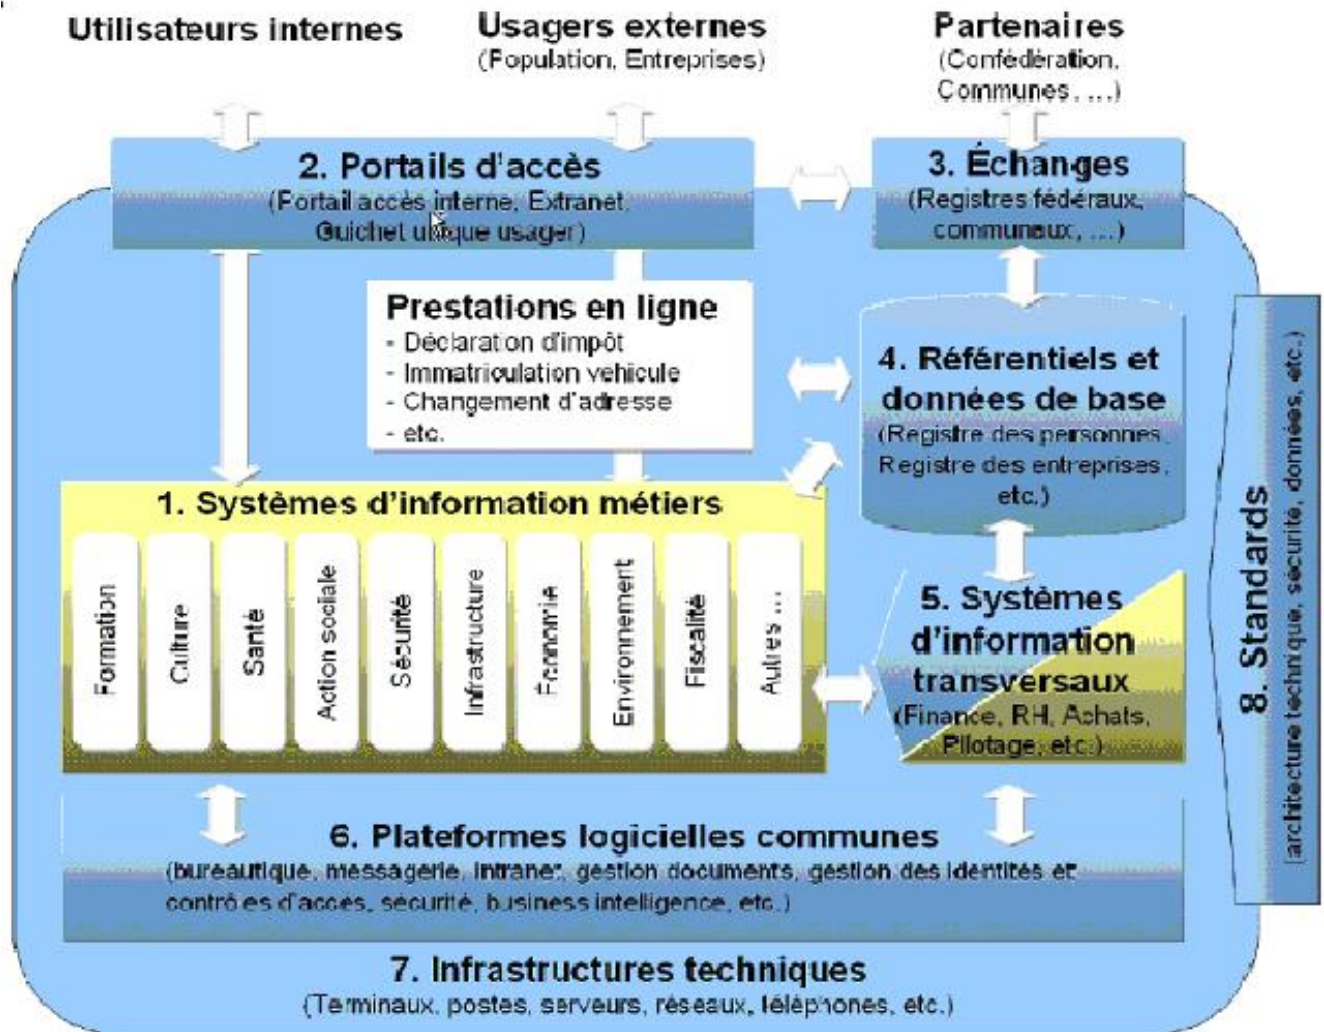 Utilisateurs internes
Usagers externes
(Population, Entreprises)
Partenaires
(Confédération,
Communes, ...)
2. Portails d'accès
(Portail accès interne, Extranet,
Guichet unique usager)
3. Échanges
(Registres fédéraux,
communaux, ...)
Prestations en ligne
- Déclaration d'impôt
- Immatriculation vehicule
- Changement d'adresse
- etc.
4. Référentiels et
données de base
(Registre des personnes,
Registre des entreprises,
etc.)
1. Systèmes d'information métiers
Formation
Culture
Santé
Action sociale
Sécurité
Infrastructure
Économie
Environnement
Fiscalité
Autres ...
5. Systèmes
d'information
transversaux
(Finance, RH, Achats,
Pilotage, etc.)
8. Standards
(architecture technique, sécurité, données, etc.)
6. Plateformes logicielles communes
(bureautique, messagerie, intranet, gestion documents, gestion des identités et
contrôles d'accès, sécurité, business intelligence, etc.)
7. Infrastructures techniques
(Terminaux, postes, serveurs, réseaux, téléphones, etc.)